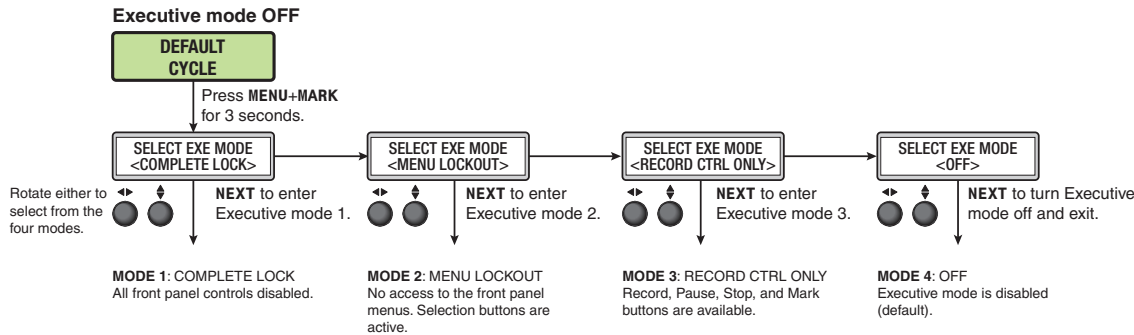 Executive mode OFF
DEFAULT
CYCLE
Press MENU+MARK
for 3 seconds.
SELECT EXE MODE
<COMPLETE LOCK>
SELECT EXE MODE
<MENU LOCKOUT>
SELECT EXE MODE
<RECORD CTRL ONLY>
SELECT EXE MODE
<OFF>
Rotate either to
select from the
four modes.
NEXT to enter
Executive mode 1.
NEXT to enter
Executive mode 2.
NEXT to enter
Executive mode 3.
NEXT to turn Executive
mode off and exit.
MODE 1: COMPLETE LOCK
All front panel controls disabled.
MODE 2: MENU LOCKOUT
No access to the front panel
menus. Selection buttons are
active.
MODE 3: RECORD CTRL ONLY
Record, Pause, Stop, and Mark
buttons are available.
MODE 4: OFF
Executive mode is disabled
(default).